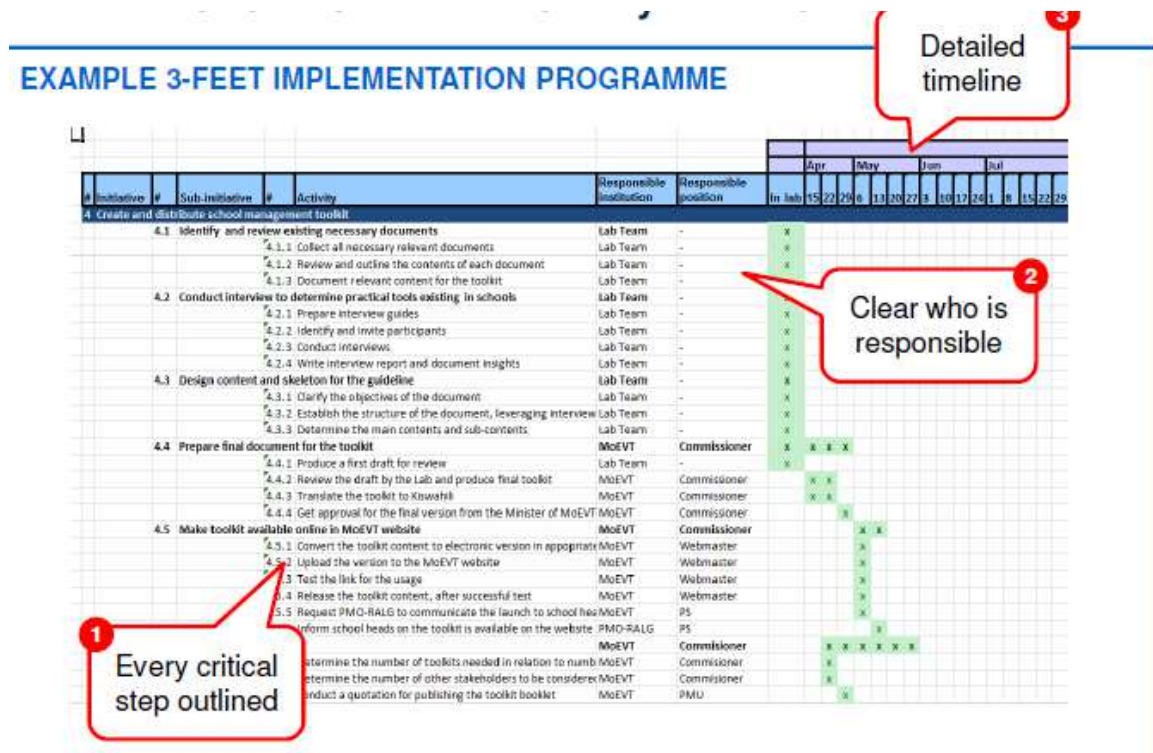 3
Detailed
timeline
EXAMPLE 3-FEET IMPLEMENTATION PROGRAMME
Apr May Jun Jul
# Initiative # Sub-initiative # Activity Responsible institution Responsible position In lab 15 22 29 6 13 20 27 3 10 17 24 1 8 15 22 29
4 Create and distribute school management toolkit
4.1 Identify and review existing necessary documents Lab Team - x
4.1.1 Collect all necessary relevant documents Lab Team - x
4.1.2 Review and outline the contents of each document Lab Team - x
4.1.3 Document relevant content for the toolkit Lab Team -
4.2 Conduct interview to determine practical tools existing in schools Lab Team -
4.2.1 Prepare interview guides Lab Team - x
4.2.2 Identify and invite participants Lab Team - x
4.2.3 Conduct interviews Lab Team - x
4.2.4 Write interview report and document insights Lab Team - x
2
Clear who is
responsible
4.3 Design content and skeleton for the guideline Lab Team - x
4.3.1 Clarify the objectives of the document Lab Team - x
4.3.2 Establish the structure of the document, leveraging interview Lab Team - x
4.3.3 Determine the main contents and sub-contents Lab Team - x
4.4 Prepare final document for the toolkit MoEVT Commissioner x x x x
4.4.1 Produce a first draft for review Lab Team - x
4.4.2 Review the draft by the Lab and produce final toolkit MoEVT Commissioner x x
4.4.3 Translate the toolkit to Kiswahili MoEVT Commissioner x x
4.4.4 Get approval for the final version from the Minister of MoEVT MoEVT Commissioner x
4.5 Make toolkit available online in MoEVT website MoEVT Commissioner x x
4.5.1 Convert the toolkit content to electronic version in appopriate MoEVT Webmaster x
4.5.2 Upload the version to the MoEVT website MoEVT Webmaster x
.3 Test the link for the usage MoEVT Webmaster x
.4 Release the toolkit content, after successful test MoEVT Webmaster x
5.5 Request PMO-RALG to communicate the launch to school hea MoEVT PS x
Inform school heads on the toolkit is available on the website PMO-RALG PS x
MoEVT Commisioner x x x x x x
etermine the number of toolkits needed in relation to numb MoEVT Commisioner x
etermine the number of other stakeholders to be considere MoEVT Commisioner x
onduct a quotation for publishing the toolkit booklet MoEVT PMU x
1
Every critical
step outlined